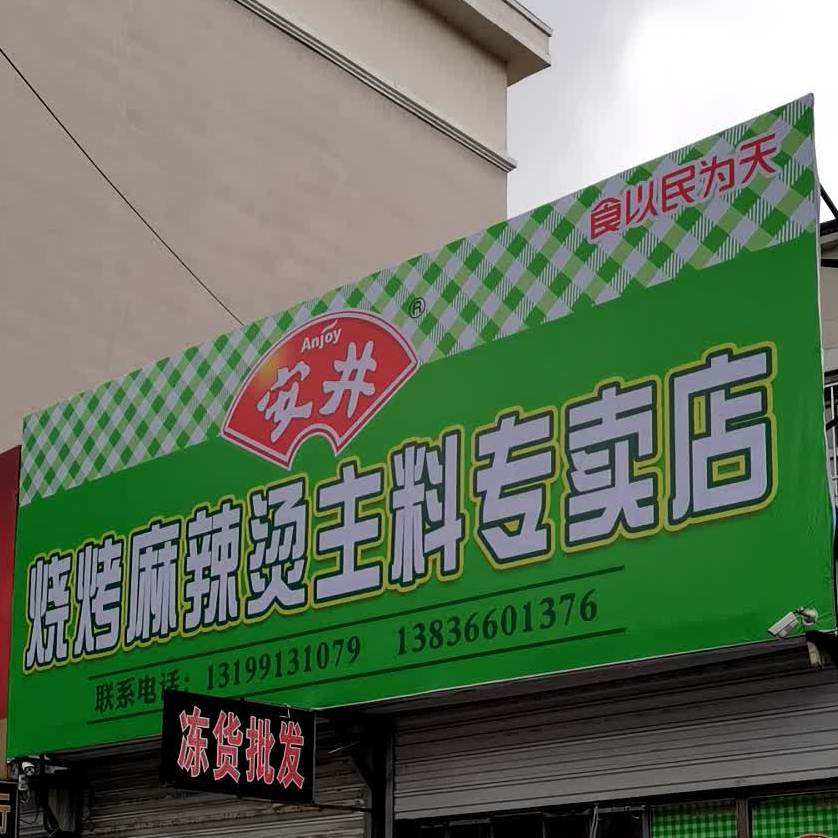 食以民为天
Anjoy
®
安井
烧烤麻辣烫主料专卖店
联系电话：13199131079 13836601376
冻货批发
行